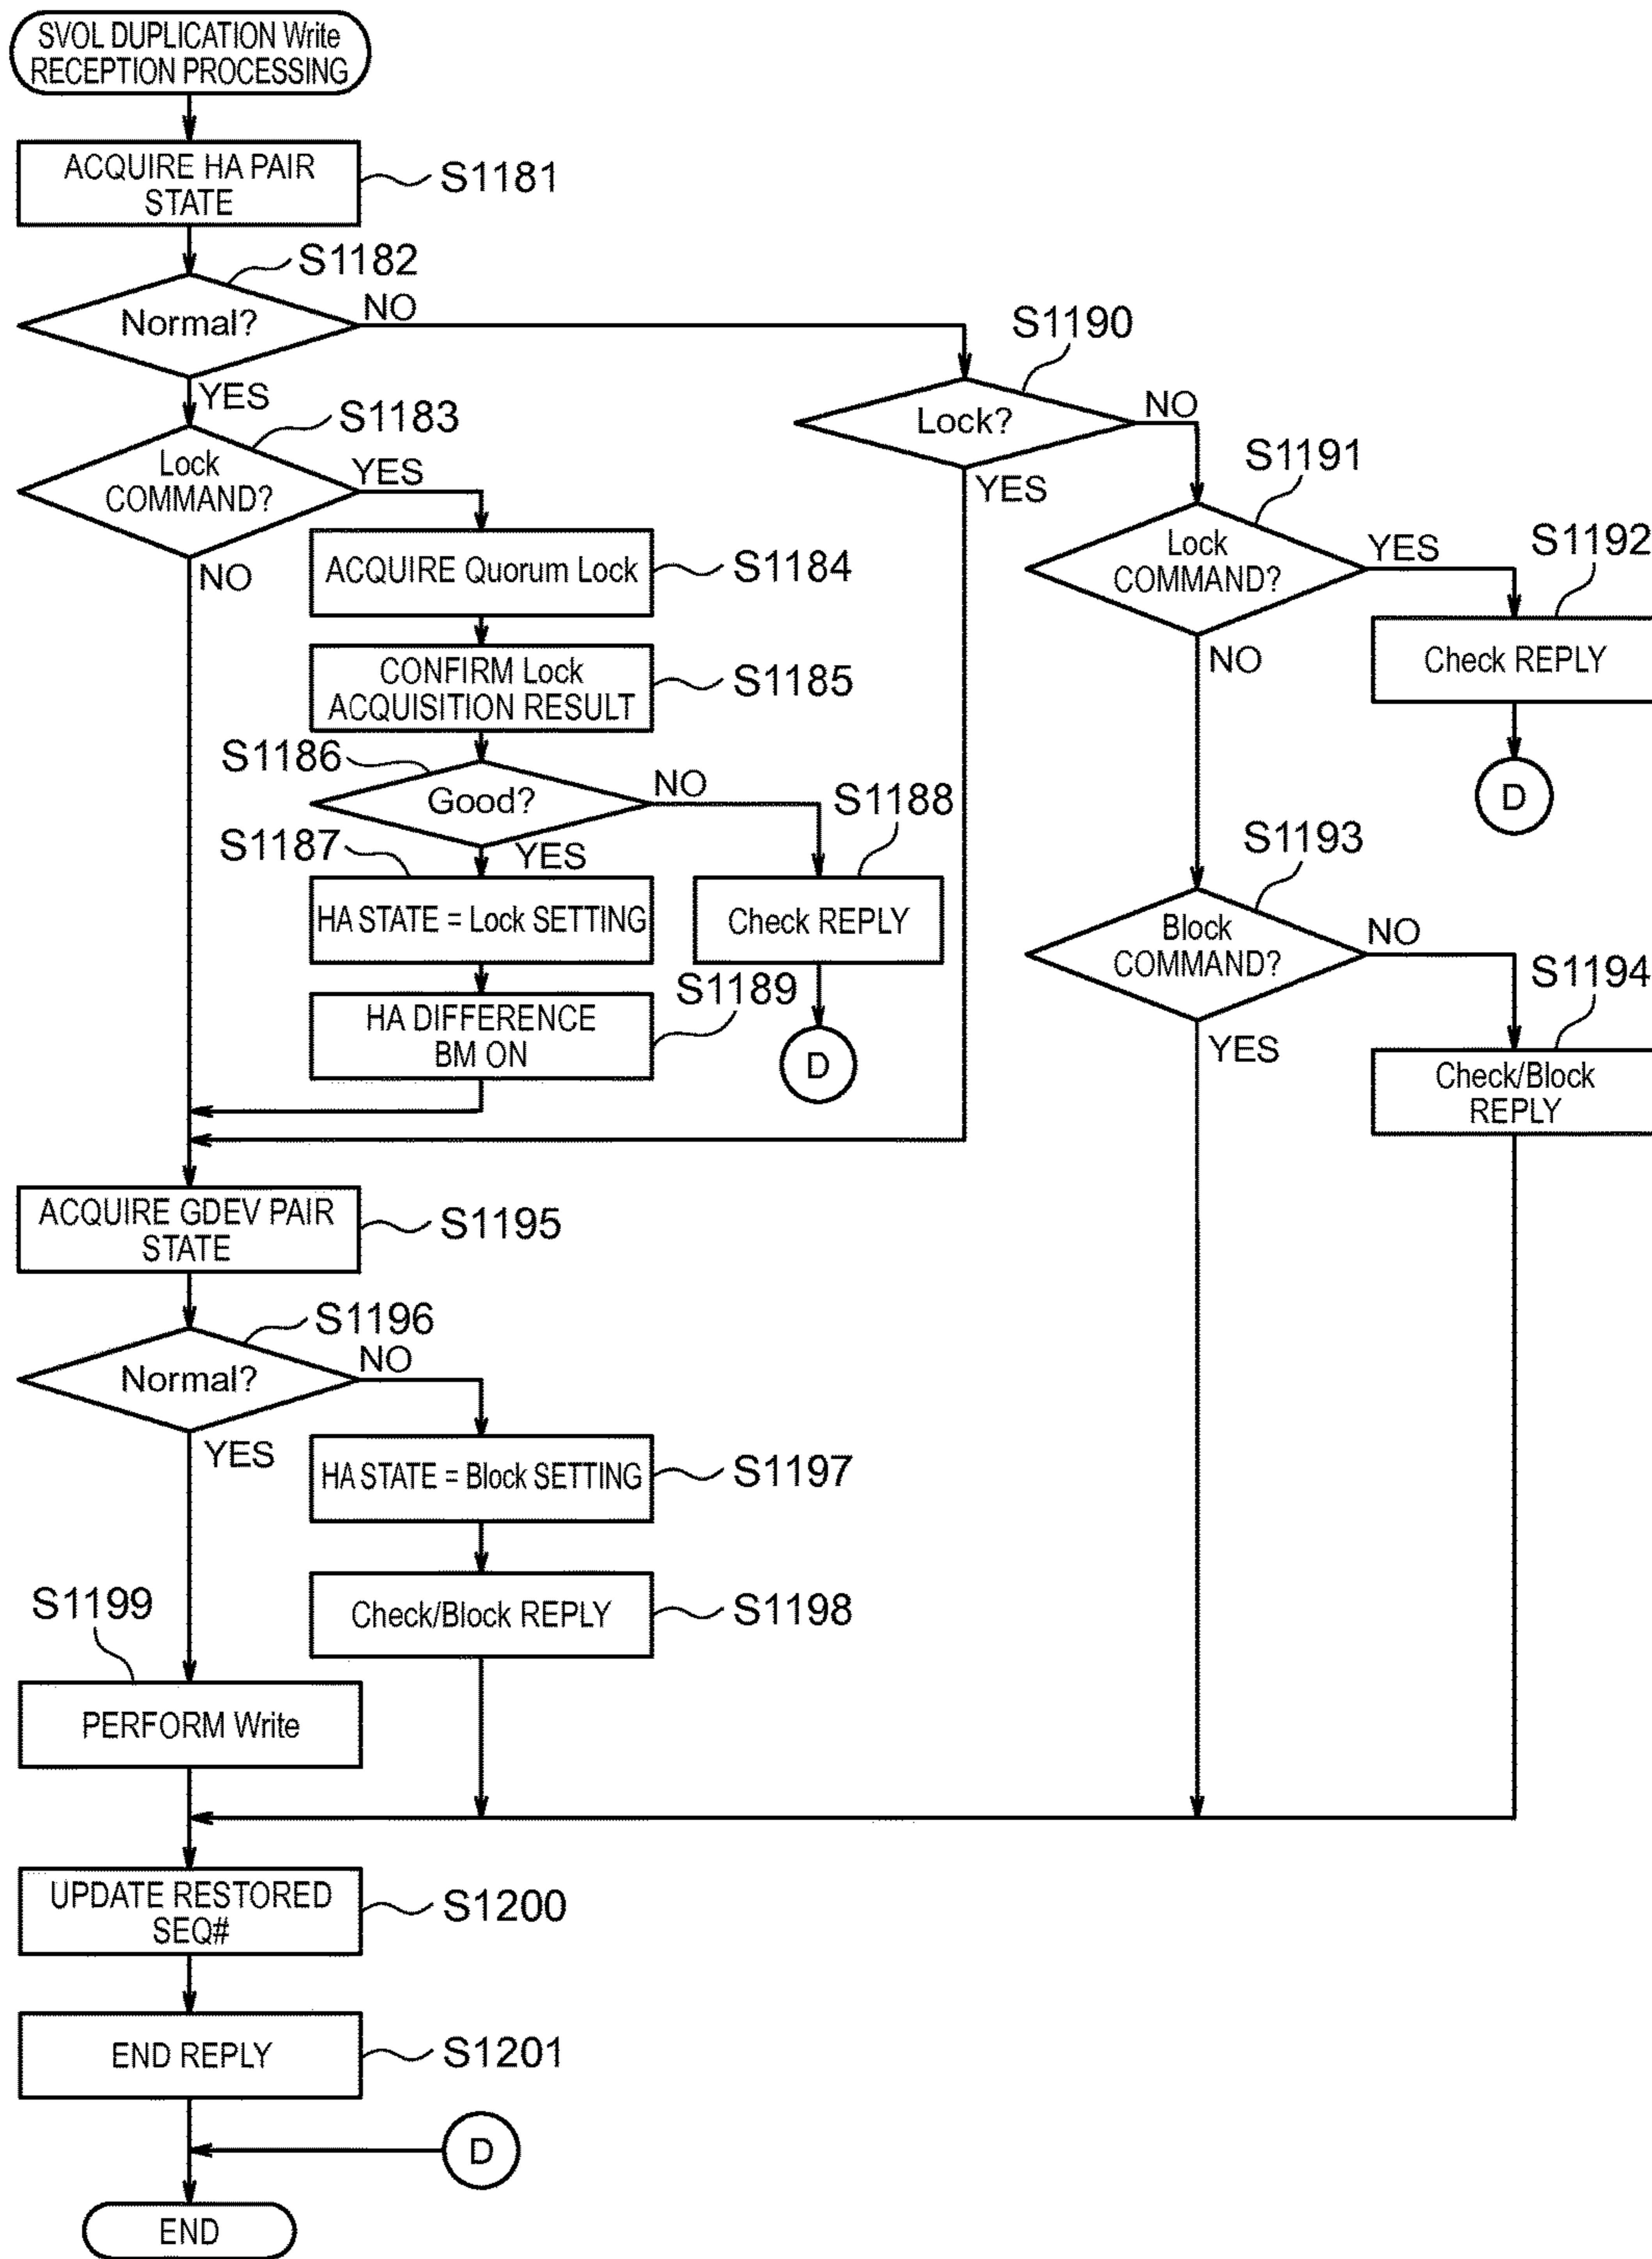 SVOL DUPLICATION Write
RECEPTION PROCESSING
ACQUIRE HA PAIR
STATE
S1181
S1182
Normal?
NO
YES
S1190
Lock?
NO
YES
S1183
Lock
COMMAND?
YES
NO
S1191
Lock
COMMAND?
YES
NO
S1192
Check REPLY
D
ACQUIRE Quorum Lock
S1184
CONFIRM Lock
ACQUISITION RESULT
S1185
S1186
Good?
NO
YES
S1188
Check REPLY
D
S1187
HA STATE = Lock SETTING
S1189
HA DIFFERENCE
BM ON
S1193
Block
COMMAND?
NO
YES
S1194
Check/Block
REPLY
ACQUIRE GDEV PAIR
STATE
S1195
S1196
Normal?
NO
YES
HA STATE = Block SETTING
S1197
Check/Block REPLY
S1198
S1199
PERFORM Write
UPDATE RESTORED
SEQ#
S1200
END REPLY
S1201
D
END